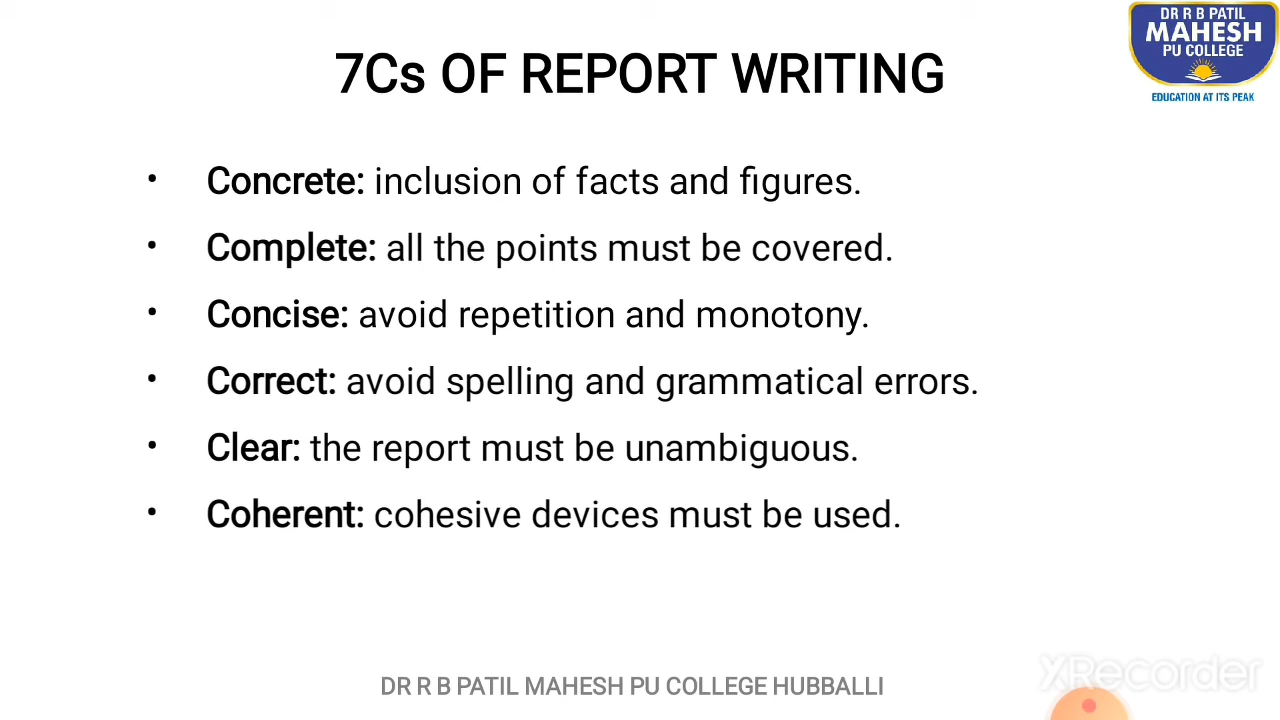 DR R B PATIL
MAHESH
PU COLLEGE
EDUCATION AT ITS PEAK
7Cs OF REPORT WRITING
• Concrete: inclusion of facts and figures.
• Complete: all the points must be covered.
• Concise: avoid repetition and monotony.
• Correct: avoid spelling and grammatical errors.
• Clear: the report must be unambiguous.
• Coherent: cohesive devices must be used.
DR R B PATIL MAHESH PU COLLEGE HUBBALLI
XRecorder